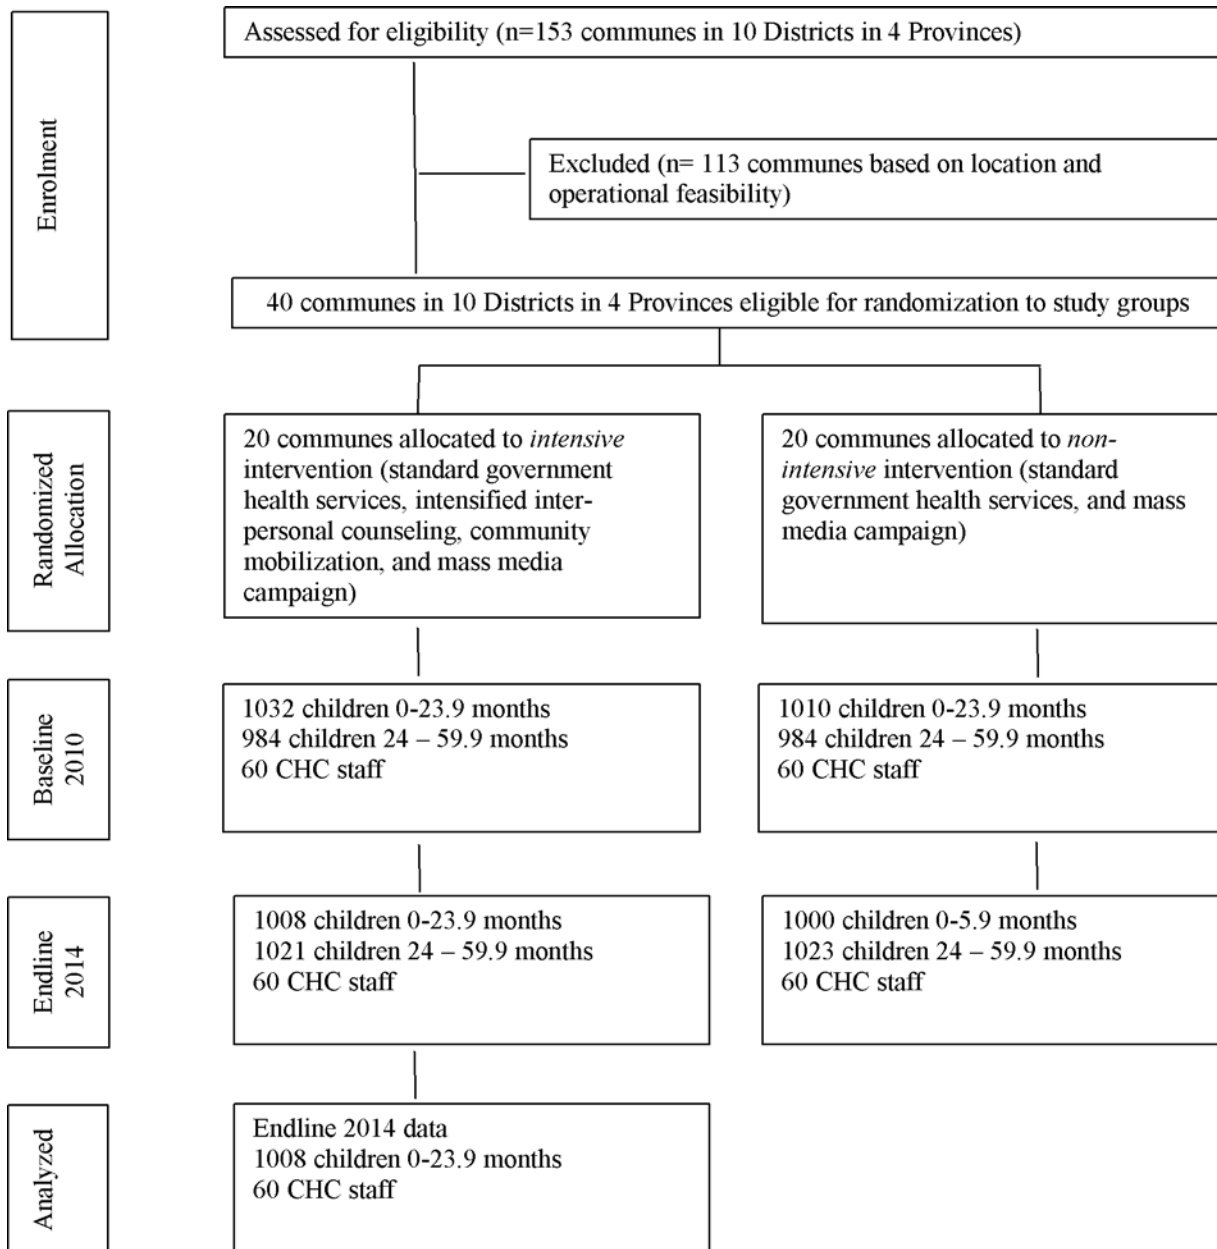 Enrolment
Assessed for eligibility (n=153 communes in 10 Districts in 4 Provinces)
Excluded (n= 113 communes based on location and
operational feasibility)
40 communes in 10 Districts in 4 Provinces eligible for randomization to study groups
Randomized
Allocation
20 communes allocated to intensive
intervention (standard government
health services, intensified inter-
personal counseling, community
mobilization, and mass media
campaign)
20 communes allocated to non-
intensive intervention (standard
government health services, and mass
media campaign)
Baseline
2010
1032 children 0-23.9 months
984 children 24 – 59.9 months
60 CHC staff
1010 children 0-23.9 months
984 children 24 – 59.9 months
60 CHC staff
Endline
2014
1008 children 0-23.9 months
1021 children 24 – 59.9 months
60 CHC staff
1000 children 0-5.9 months
1023 children 24 – 59.9 months
60 CHC staff
Analyzed
Endline 2014 data
1008 children 0-23.9 months
60 CHC staff